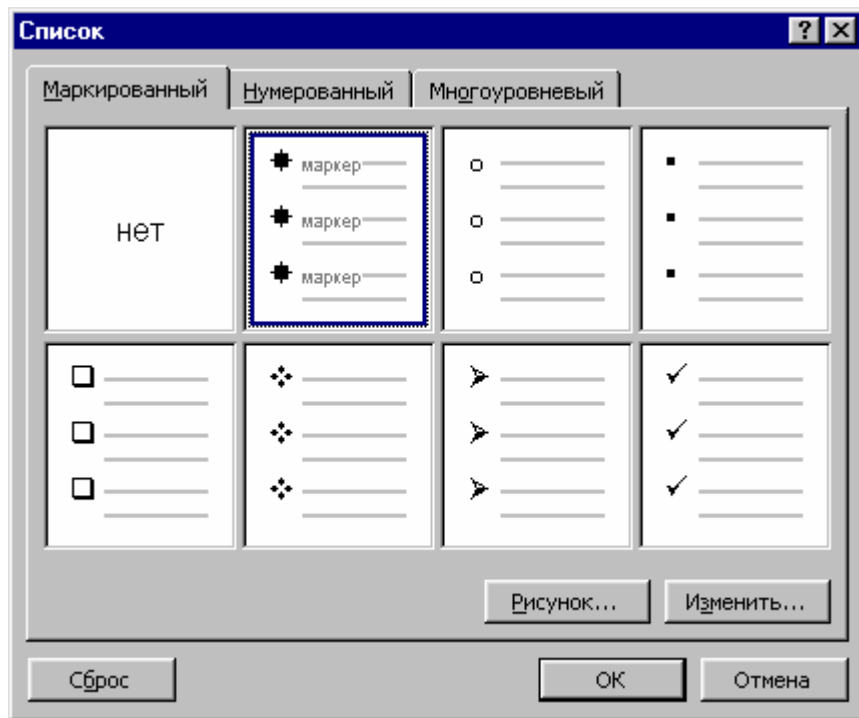 Список
Маркированный Нумерованный Многоуровневый
нет
маркер
маркер
маркер
Рисунок... Изменить...
Сброс ОК Отмена